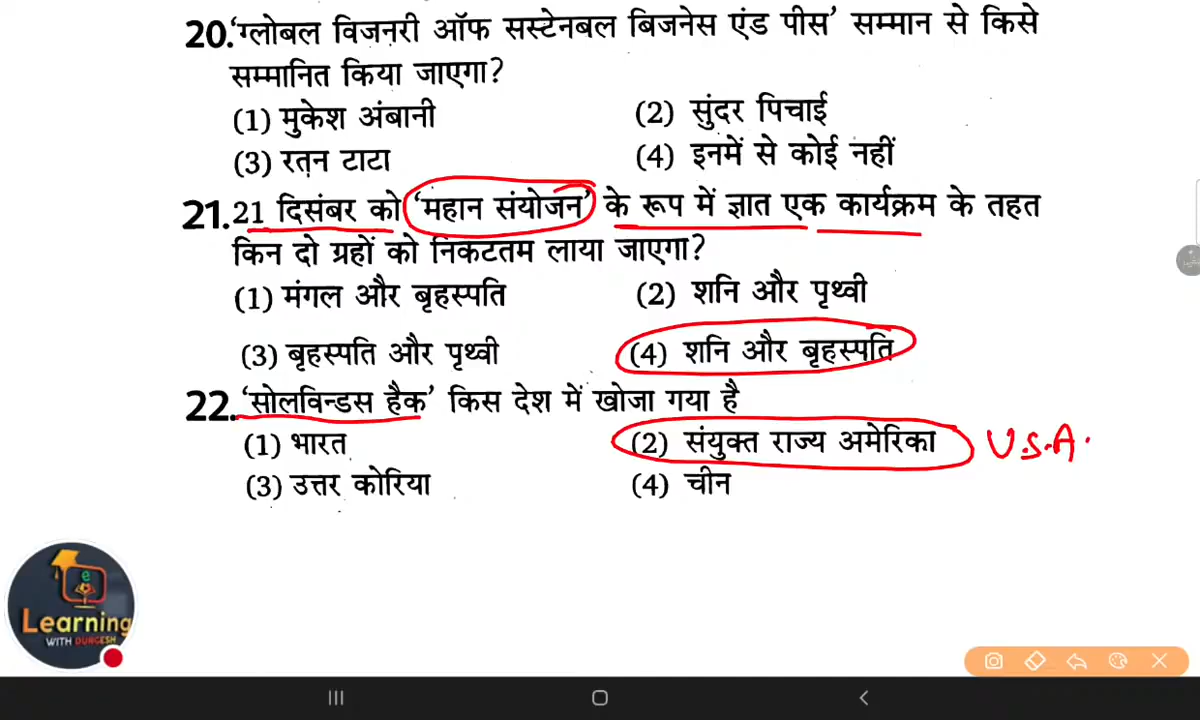 20. 'ग्लोबल विजनरी ऑफ सस्टेनबल बिजनेस एंड पीस' सम्मान से किसे
सम्मानित किया जाएगा?
(1) मुकेश अंबानी (2) सुंदर पिचाई
(3) रतन टाटा (4) इनमें से कोई नहीं
21. 21 दिसंबर को 'महान संयोजन' के रूप में ज्ञात एक कार्यक्रम के तहत
किन दो ग्रहों को निकटतम लाया जाएगा?
(1) मंगल और बृहस्पति (2) शनि और पृथ्वी
(3) बृहस्पति और पृथ्वी (4) शनि और बृहस्पति
22. 'सोलविन्डस हैक' किस देश में खोजा गया है
(1) भारत (2) संयुक्त राज्य अमेरिका U.S.A.
(3) उत्तर कोरिया (4) चीन
e
Learning
WITH DURGESH